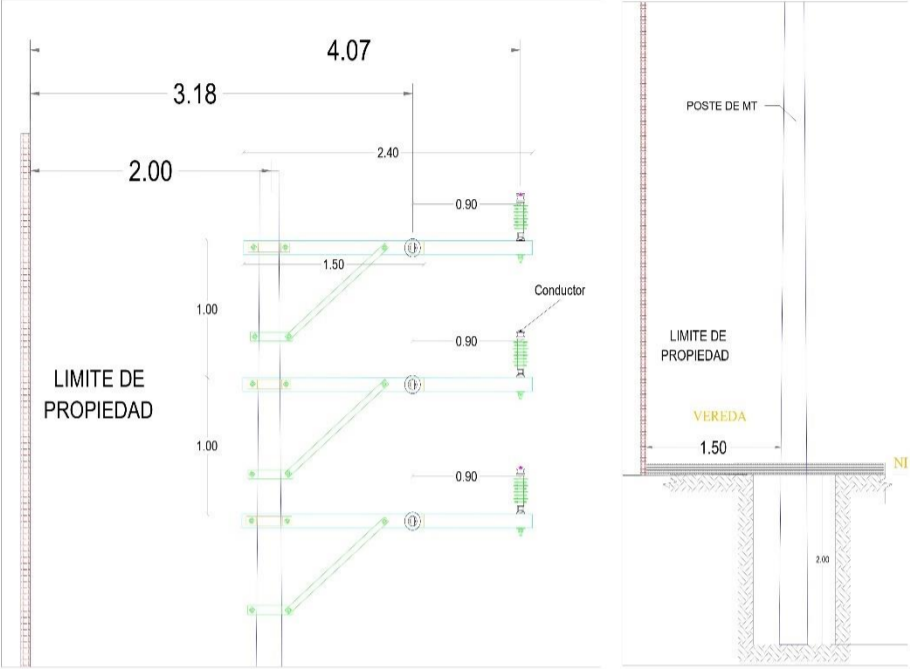 4.07
3.18
2.40
2.00
0.90
1.50
Conductor
1.00
0.90
LIMITE DE
PROPIEDAD
1.00
0.90
POSTE DE MT
LIMITE DE
PROPIEDAD
VEREDA
1.50
2.00